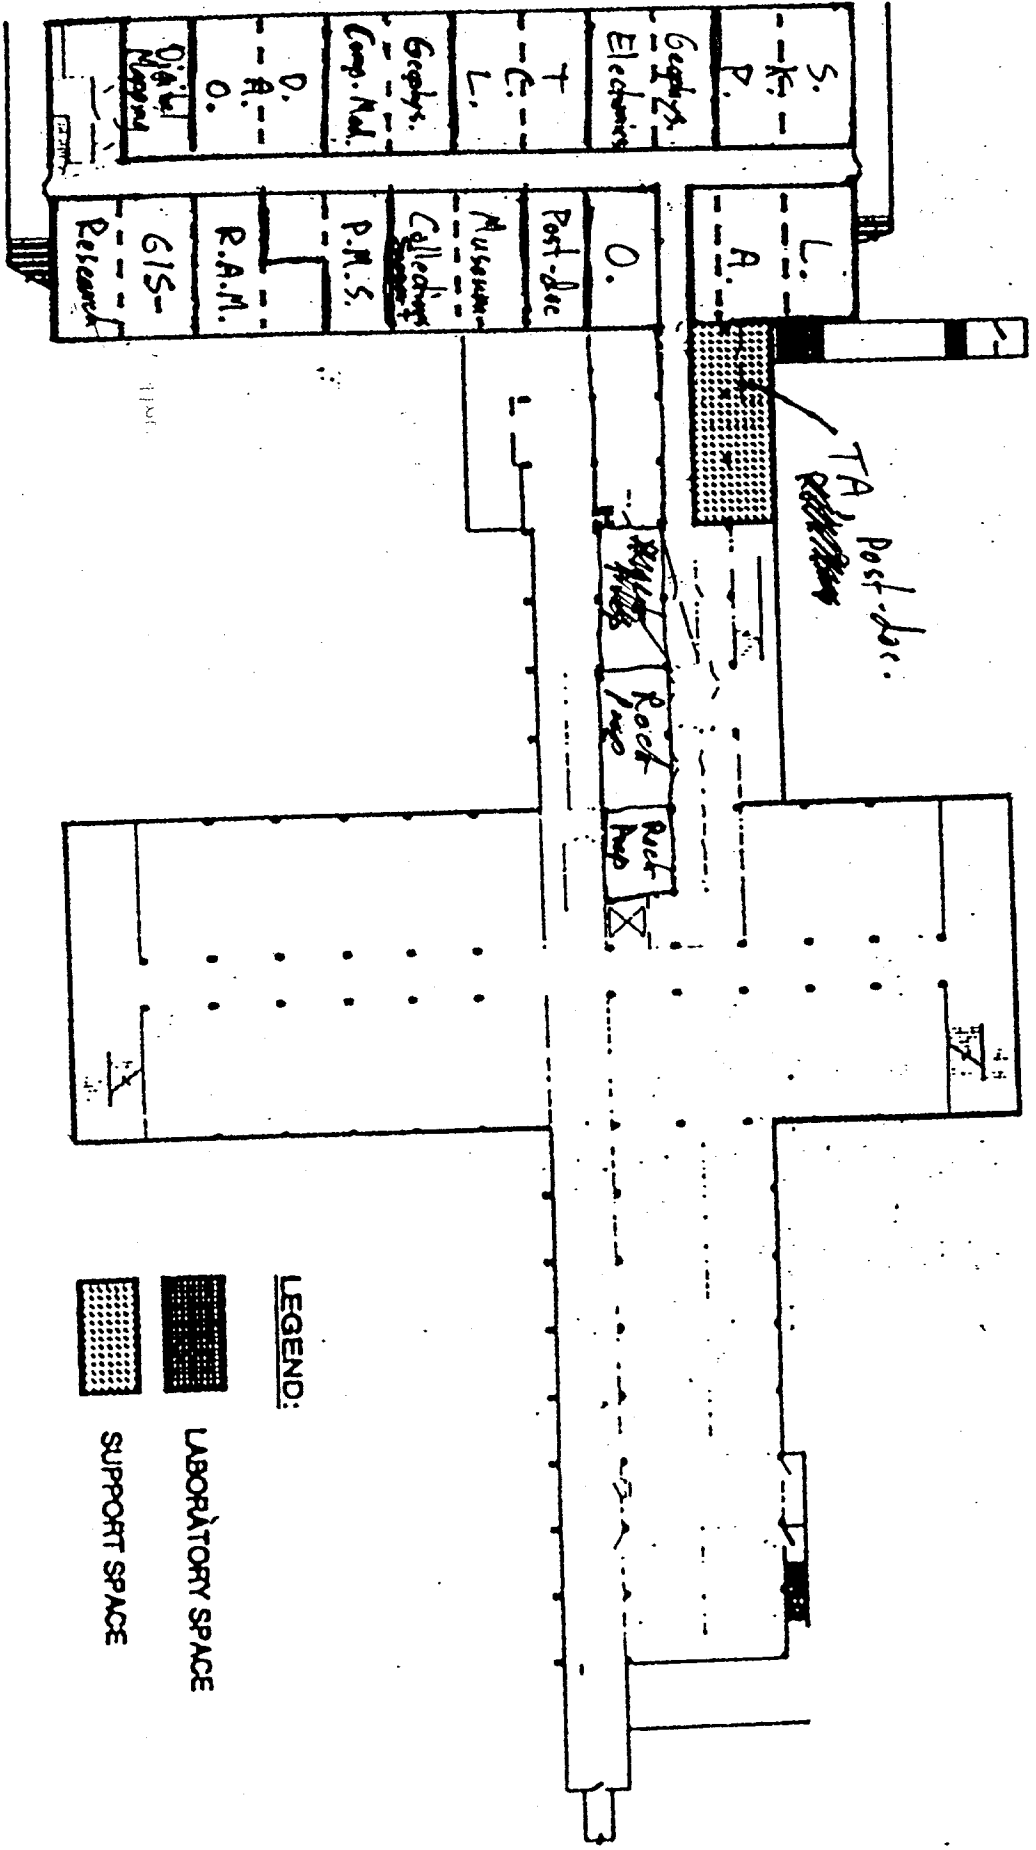 S.
K.
P.
Geophys.
Electronics
T
C.
L.
Geophys.
Comp. Mod.
D.
A.
O.
Digital
Mapping
L.
A.
O.
Post-doc
Museum-
Collections
P.M.S.
R.A.M.
GIS-
Research
TA, Post-doc.
Rock
Prep
Rock
Prep
LEGEND:
LABORATORY SPACE
SUPPORT SPACE